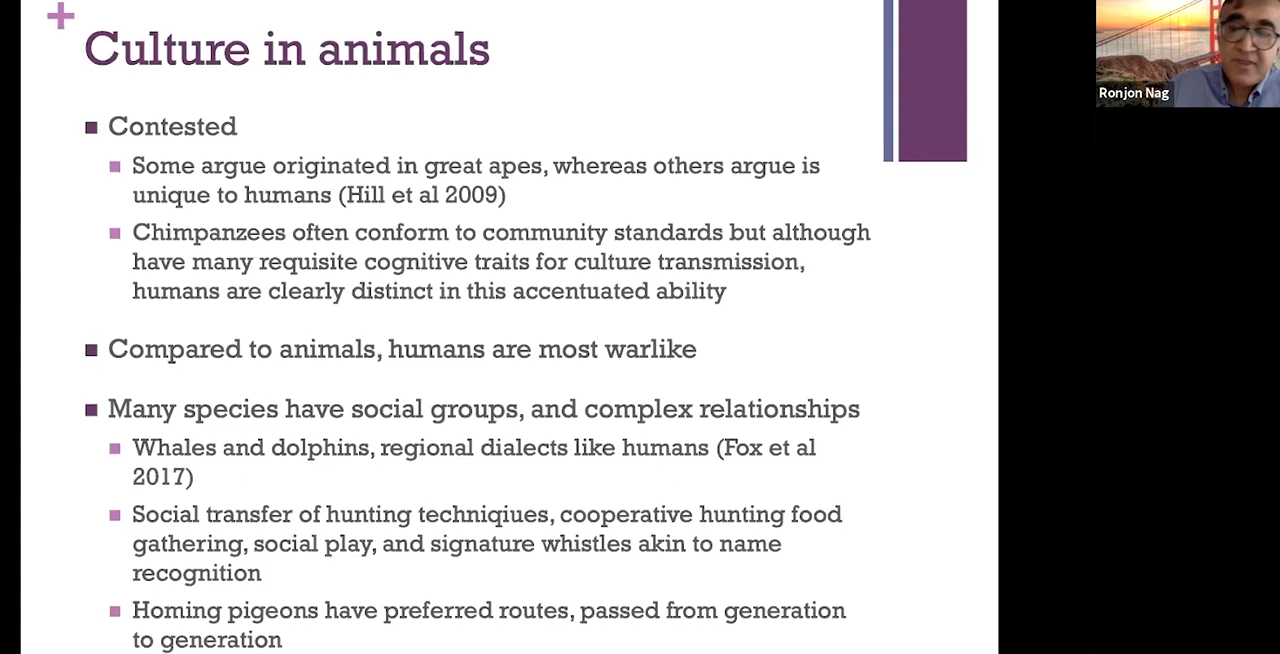 Culture in animals
Contested
Some argue originated in great apes, whereas others argue is
unique to humans (Hill et al 2009)
Chimpanzees often conform to community standards but although
have many requisite cognitive traits for culture transmission,
humans are clearly distinct in this accentuated ability
Compared to animals, humans are most warlike
Many species have social groups, and complex relationships
Whales and dolphins, regional dialects like humans (Fox et al
2017)
Social transfer of hunting techniqiues, cooperative hunting food
gathering, social play, and signature whistles akin to name
recognition
Homing pigeons have preferred routes, passed from generation
to generation
Ronjon Nag